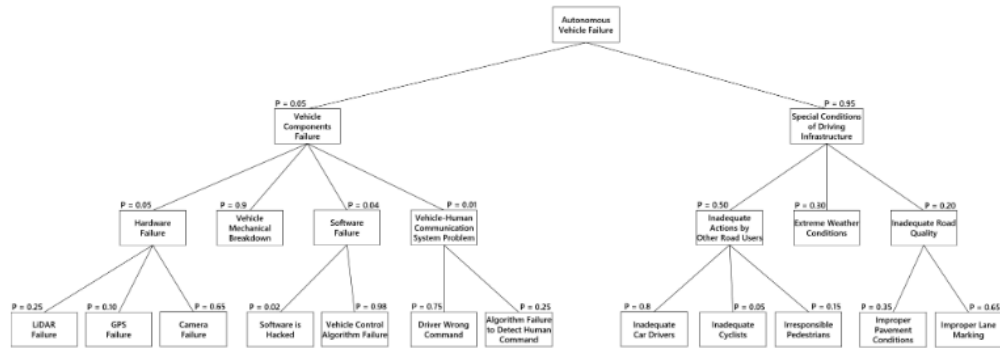 Autonomous
Vehicle Failure
P = 0.05
Vehicle
Components
Failure
P = 0.95
Special Conditions
of Driving
Infrastructure
P = 0.05
Hardware
Failure
P = 0.9
Vehicle
Mechanical
Breakdown
P = 0.04
Software
Failure
P = 0.01
Vehicle-Human
Communication
System Problem
P = 0.50
Inadequate
Actions by
Other Road Users
P = 0.30
Extreme Weather
Conditions
P = 0.20
Inadequate Road
Quality
P = 0.25
LiDAR
Failure
P = 0.10
GPS
Failure
P = 0.65
Camera
Failure
P = 0.02
Software is
Hacked
P = 0.98
Vehicle Control
Algorithm Failure
P = 0.75
Driver Wrong
Command
P = 0.25
Algorithm Failure
to Detect Human
Command
P = 0.8
Inadequate
Car Drivers
P = 0.05
Inadequate
Cyclists
P = 0.15
Irresponsible
Pedestrians
P = 0.35
Improper
Pavement
Conditions
P = 0.65
Improper Lane
Marking